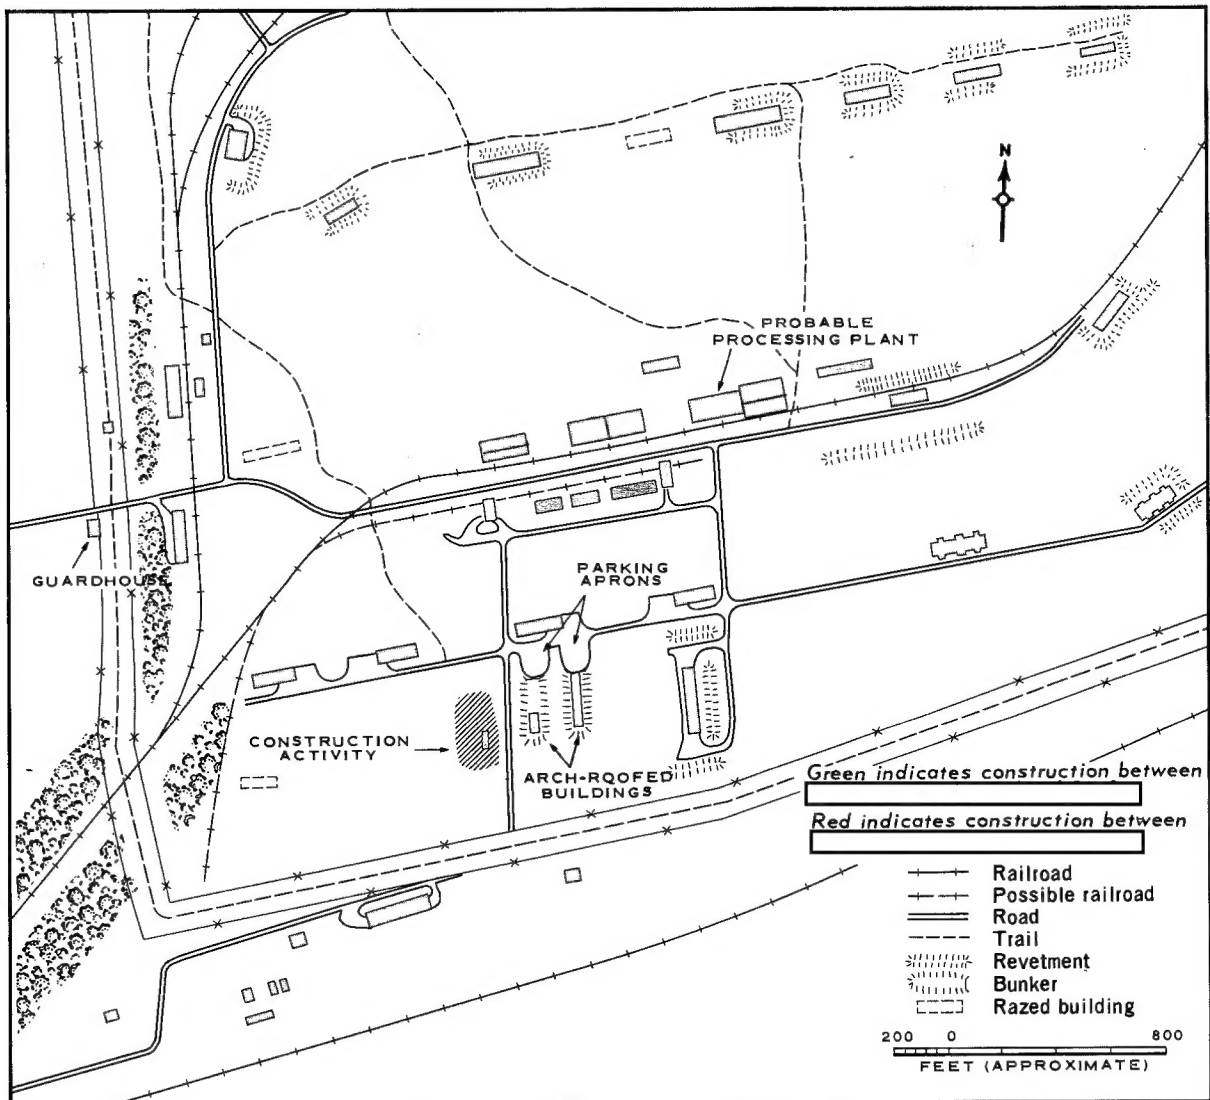 N
PROBABLE
PROCESSING PLANT
GUARDHOUSE
PARKING
APRONS
CONSTRUCTION
ACTIVITY
ARCH-ROOFED
BUILDINGS
Green indicates construction between
Red indicates construction between
Railroad
Possible railroad
Road
Trail
Revetment
Bunker
Razed building
200 0 800
FEET (APPROXIMATE)